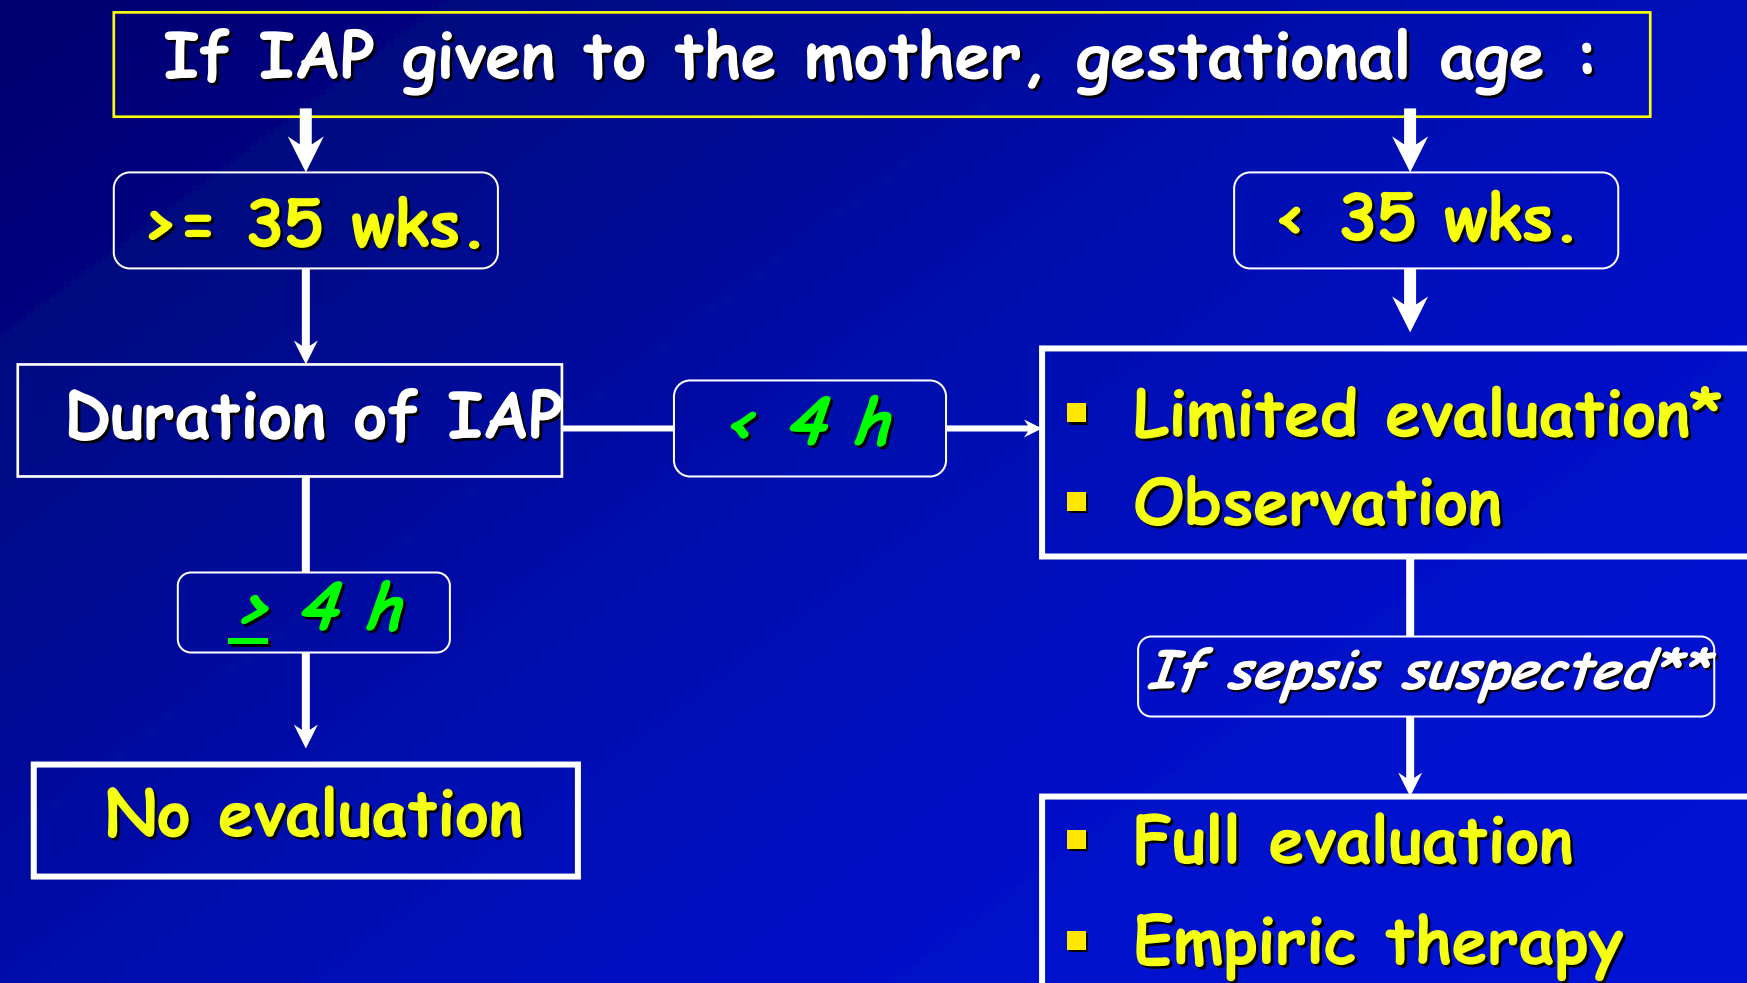 If IAP given to the mother, gestational age :
>= 35 wks.
< 35 wks.
Duration of IAP
< 4 h
▪ Limited evaluation*
▪ Observation
≥ 4 h
If sepsis suspected**
No evaluation
▪ Full evaluation
▪ Empiric therapy